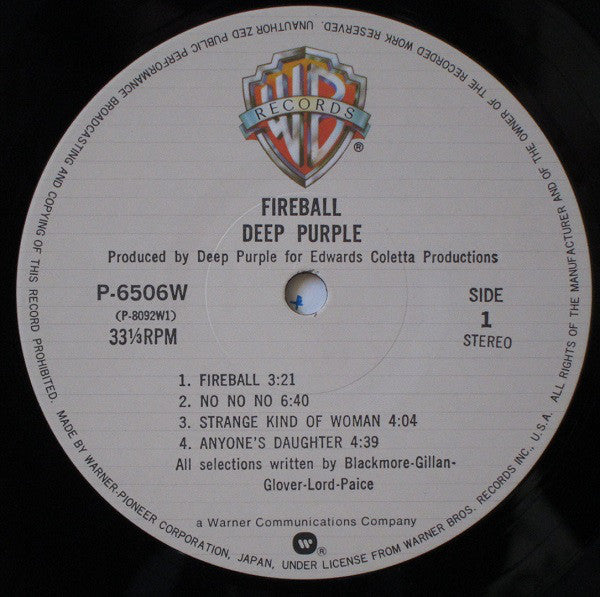 WB
RECORDS
®
FIREBALL
DEEP PURPLE
Produced by Deep Purple for Edwards Coletta Productions
P-6506W
(P-8092W1)
33⅓RPM
SIDE
1
STEREO
1. FIREBALL 3:21
2. NO NO NO 6:40
3. STRANGE KIND OF WOMAN 4:04
4. ANYONE'S DAUGHTER 4:39
All selections written by Blackmore-Gillan-
Glover-Lord-Paice
a Warner Communications Company
®
MADE BY WARNER-PIONEER CORPORATION, JAPAN, UNDER LICENSE FROM WARNER BROS. RECORDS INC., U.S.A. ALL RIGHTS OF THE MANUFACTURER AND OF THE OWNER OF THE RECORDED WORK RESERVED. UNAUTHORIZED PUBLIC PERFORMANCE BROADCASTING AND COPYING OF THIS RECORD PROHIBITED.